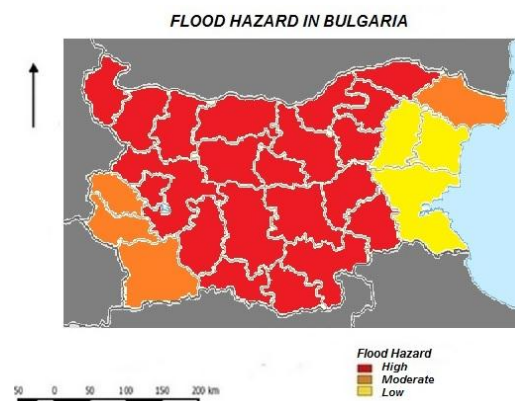 FLOOD HAZARD IN BULGARIA
Flood Hazard
High
Moderate
Low
50 0 50 100 150 200 km